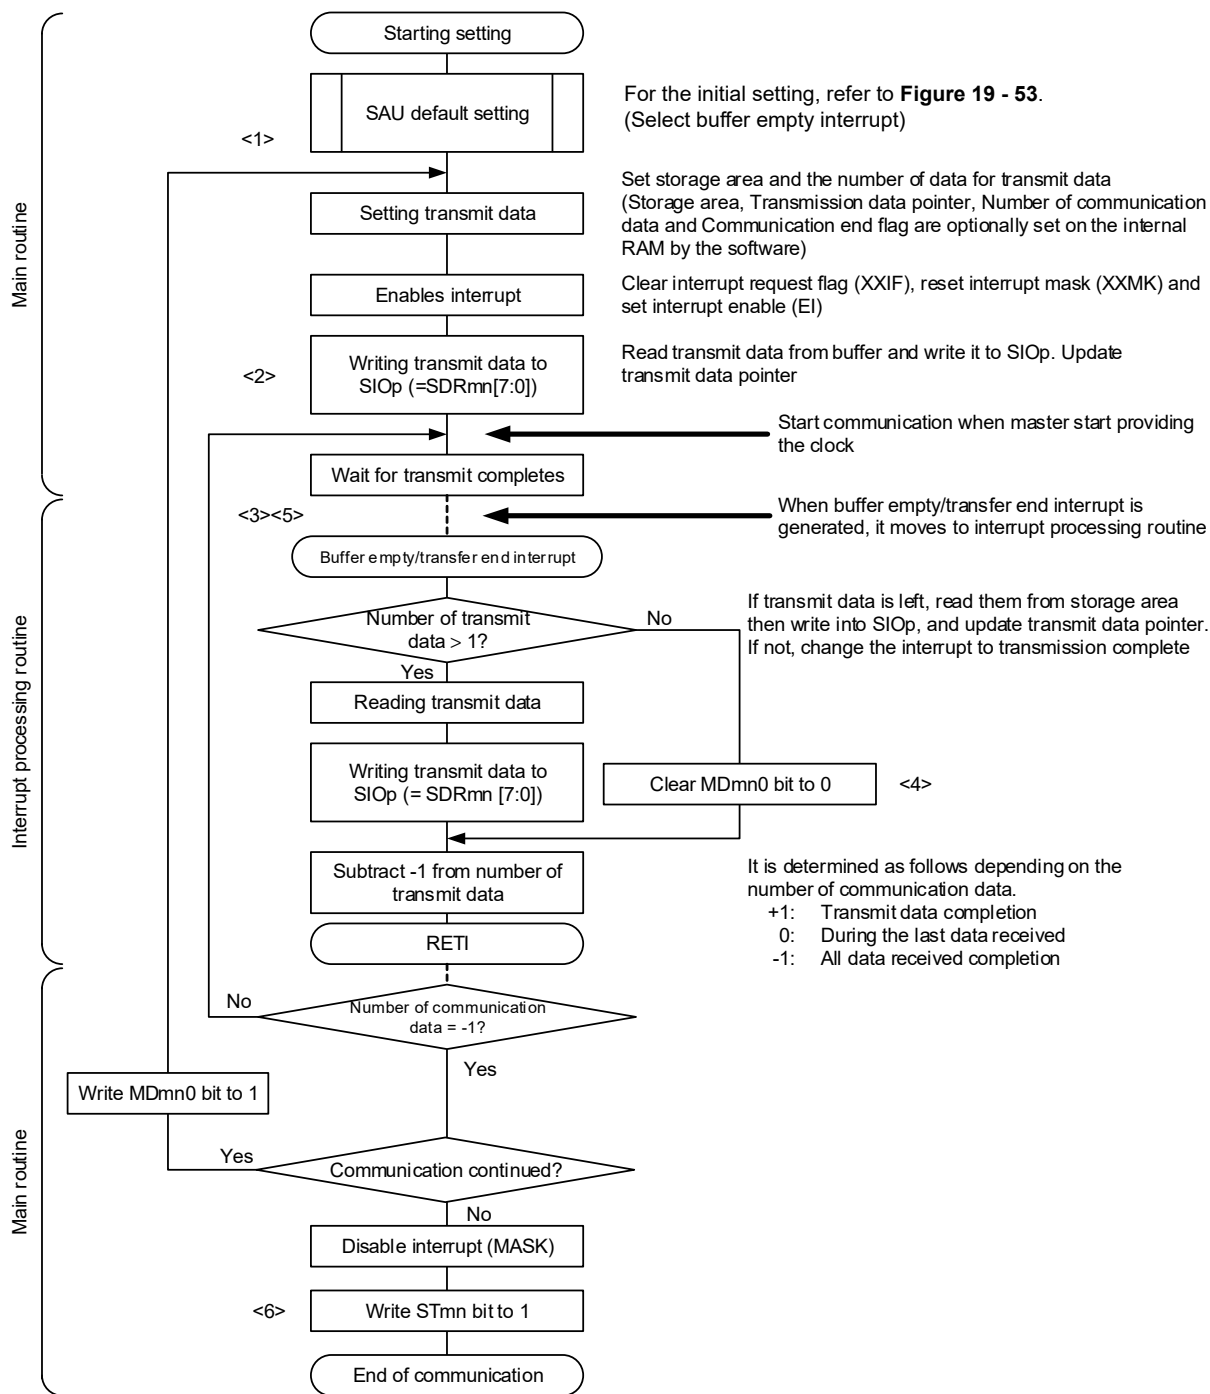 Starting setting
SAU default setting
For the initial setting, refer to Figure 19 - 53.
(Select buffer empty interrupt)
<1>
Main routine
Setting transmit data
Set storage area and the number of data for transmit data
(Storage area, Transmission data pointer, Number of communication
data and Communication end flag are optionally set on the internal
RAM by the software)
Enables interrupt
Clear interrupt request flag (XXIF), reset interrupt mask (XXMK) and
set interrupt enable (EI)
<2>
Writing transmit data to
SIOp (=SDRmn[7:0])
Read transmit data from buffer and write it to SIOp. Update
transmit data pointer
Start communication when master start providing
the clock
Wait for transmit completes
<3><5>
When buffer empty/transfer end interrupt is
generated, it moves to interrupt processing routine
Buffer empty/transfer end interrupt
Interrupt processing routine
Number of transmit
data > 1?
No
Yes
If transmit data is left, read them from storage area
then write into SIOp, and update transmit data pointer.
If not, change the interrupt to transmission complete
Reading transmit data
Writing transmit data to
SIOp (= SDRmn [7:0])
Clear MDmn0 bit to 0
<4>
Subtract -1 from number of
transmit data
It is determined as follows depending on the
number of communication data.
+1: Transmit data completion
0: During the last data received
-1: All data received completion
RETI
Main routine
No
Number of communication
data = -1?
Yes
Write MDmn0 bit to 1
Yes
Communication continued?
No
Disable interrupt (MASK)
<6>
Write STmn bit to 1
End of communication